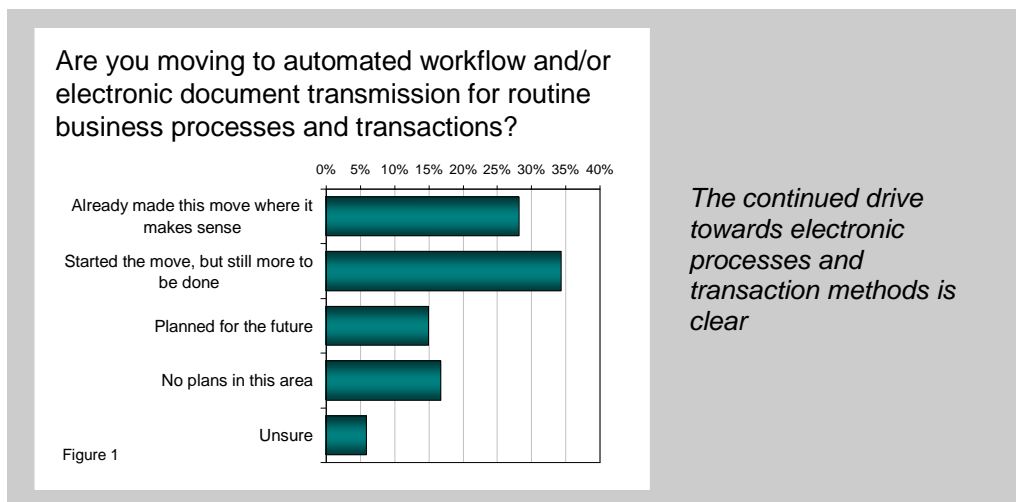 Are you moving to automated workflow and/or
electronic document transmission for routine
business processes and transactions?
0% 5% 10% 15% 20% 25% 30% 35% 40%
Already made this move where it
makes sense
Started the move, but still more to
be done
Planned for the future
No plans in this area
Unsure
Figure 1
The continued drive
towards electronic
processes and
transaction methods is
clear